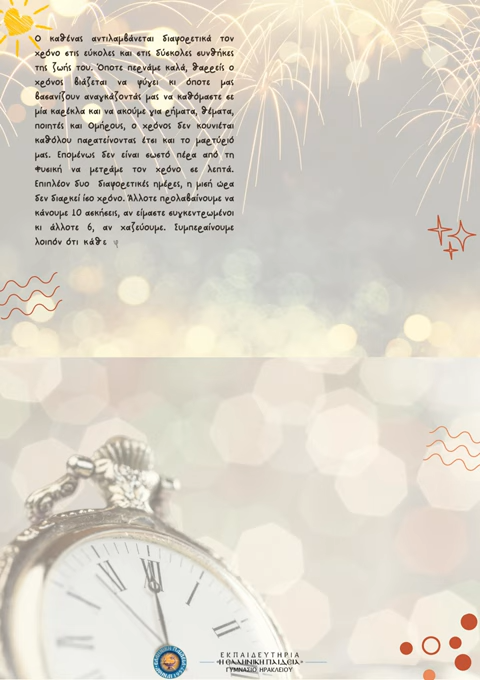 Ο καθένας αντιλαμβάνεται διαφορετικά τον
χρόνο στις εύκολες και στις δύσκολες συνθήκες
της ζωής του. Όποτε περνάμε καλά, θαρρείς ο
χρόνος βιάζεται να φύγει κι όποτε μας
βασανίζουν αναγκάζοντάς μας να καθόμαστε σε
μία καρέκλα και να ακούμε για ρήματα, θέματα,
ποιητές και Ομήρους, ο χρόνος δεν κουνιέται
καθόλου παρατείνοντας έτσι και το μαρτύριό
μας. Επομένως δεν είναι σωστό πέρα από τη
Φυσική να μετράμε τον χρόνο σε λεπτά.
Επιπλέον δυο διαφορετικές ημέρες, η μισή ώρα
δεν διαρκεί ίσο χρόνο. Άλλοτε προλαβαίνουμε να
κάνουμε 10 ασκήσεις, αν είμαστε συγκεντρωμένοι
κι άλλοτε 6, αν χαζεύουμε. Συμπεραίνουμε
λοιπόν ότι κάθε
ΕΚΠΑΙΔΕΥΤΗΡΙΑ
«Η ΕΛΛΗΝΙΚΗ ΠΑΙΔΕΙΑ»
ΓΥΜΝΑΣΙΟ ΗΡΑΚΛΕΙΟΥ